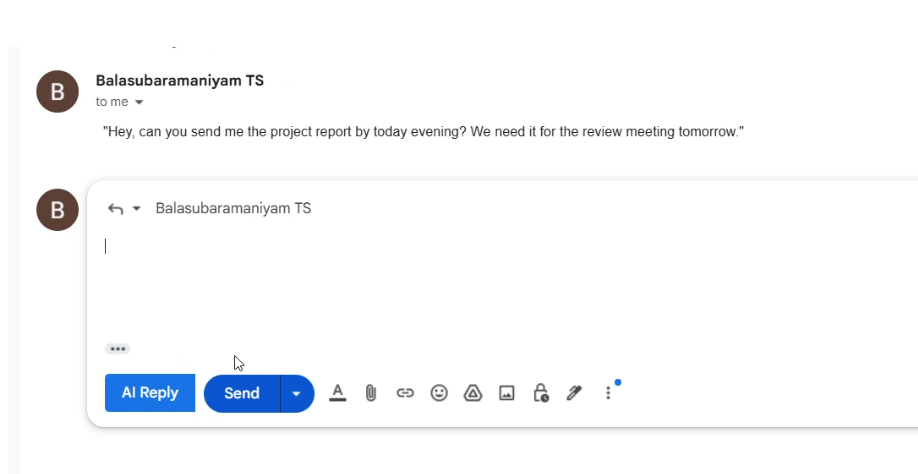 B
Balasubaramaniyam TS
to me
"Hey, can you send me the project report by today evening? We need it for the review meeting tomorrow."
B
Balasubaramaniyam TS
AI Reply
Send
A